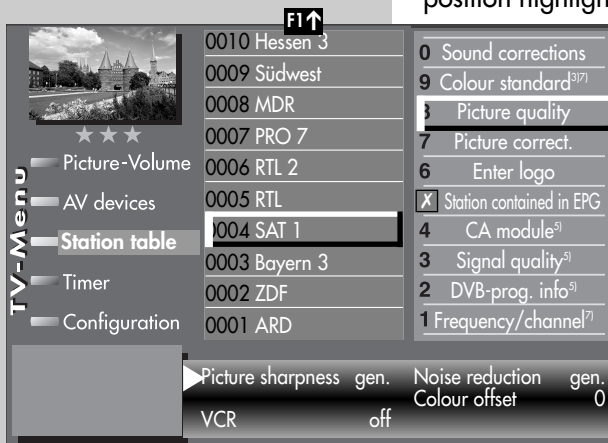 position highligh
F1↑
0010 Hessen 3
0009 Südwest
0008 MDR
0007 PRO 7
0006 RTL 2
0005 RTL
0004 SAT 1
0003 Bayern 3
0002 ZDF
0001 ARD
0 Sound corrections
9 Colour standard3)7)
8 Picture quality
7 Picture correct.
6 Enter logo
✗ Station contained in EPG
4 CA module5)
3 Signal quality5)
2 DVB-prog. info5)
1 Frequency/channel7)
TV-Menu
Picture-Volume
AV devices
Station table
Timer
Configuration
Picture sharpness gen.
VCR off
Noise reduction gen.
Colour offset 0